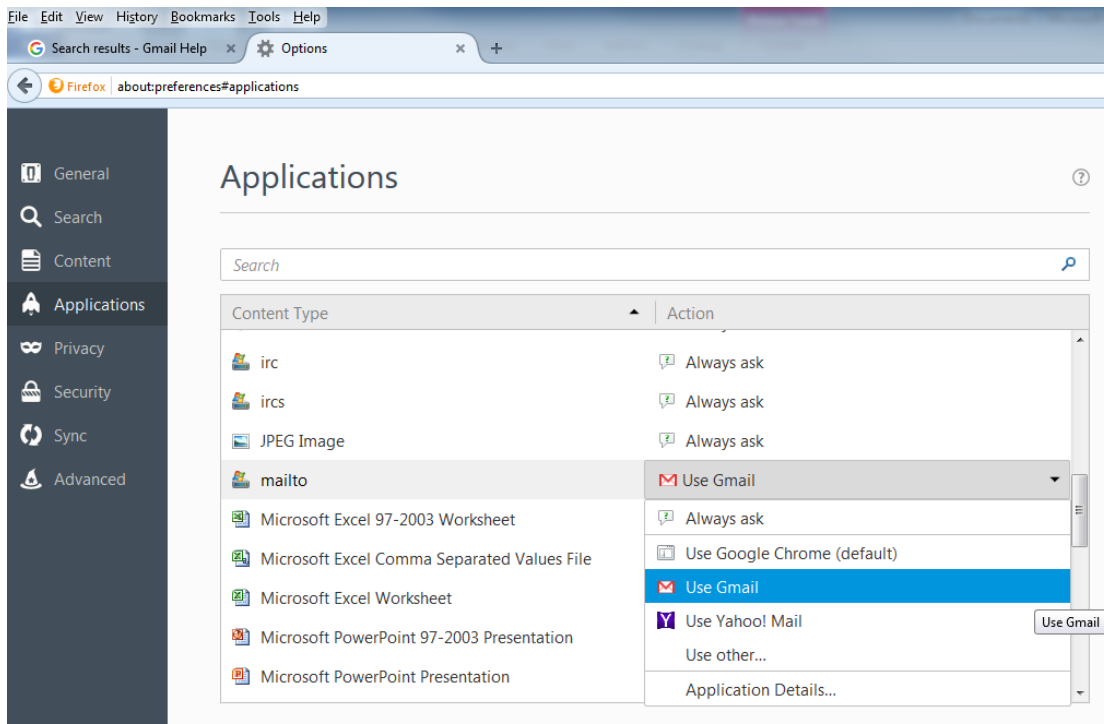 File Edit View History Bookmarks Tools Help
Search results - Gmail Help × Options × +
Firefox about:preferences#applications
General
Search
Content
Applications
Privacy
Security
Sync
Advanced
Applications
?
Search
Content Type Action
irc Always ask
ircs Always ask
JPEG Image Always ask
mailto Use Gmail
Microsoft Excel 97-2003 Worksheet
Microsoft Excel Comma Separated Values File
Microsoft Excel Worksheet
Microsoft PowerPoint 97-2003 Presentation
Microsoft PowerPoint Presentation
Always ask
Use Google Chrome (default)
Use Gmail
Use Yahoo! Mail
Use other...
Application Details...
Use Gmail